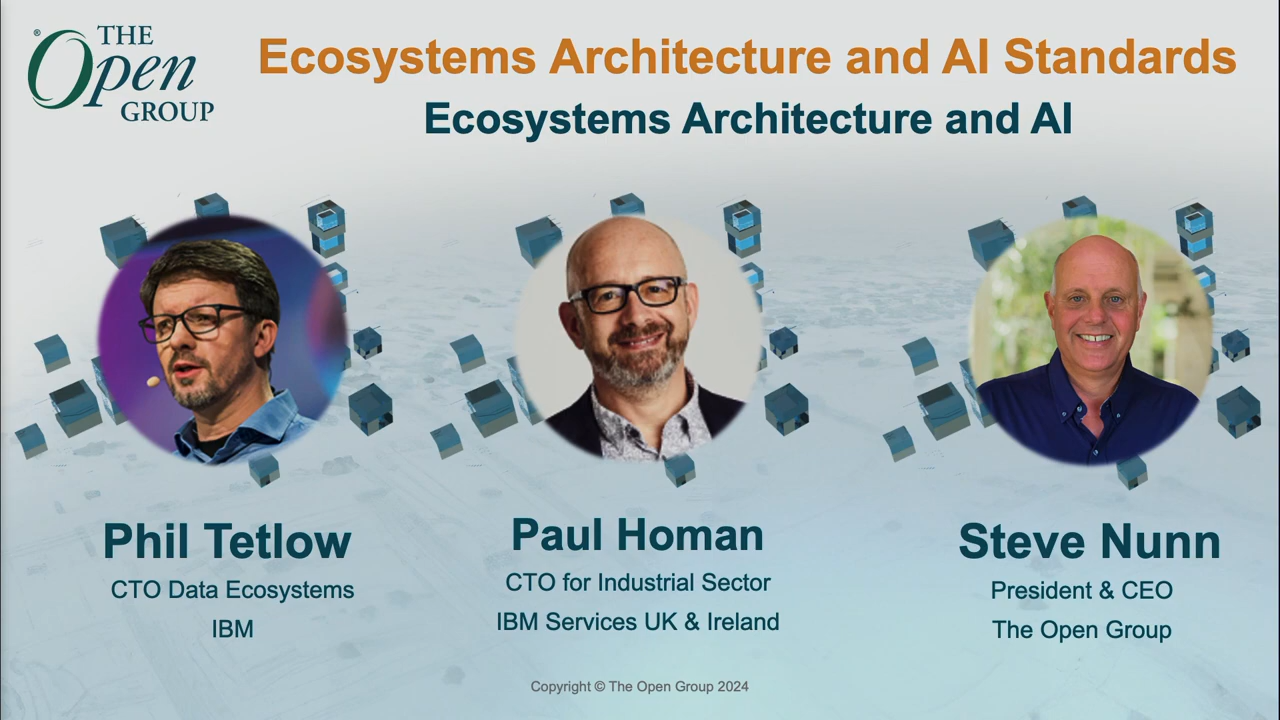 ® THE
Open
GROUP
Ecosystems Architecture and AI Standards
Ecosystems Architecture and AI
Phil Tetlow
CTO Data Ecosystems
IBM
Paul Homan
CTO for Industrial Sector
IBM Services UK & Ireland
Steve Nunn
President & CEO
The Open Group
Copyright © The Open Group 2024